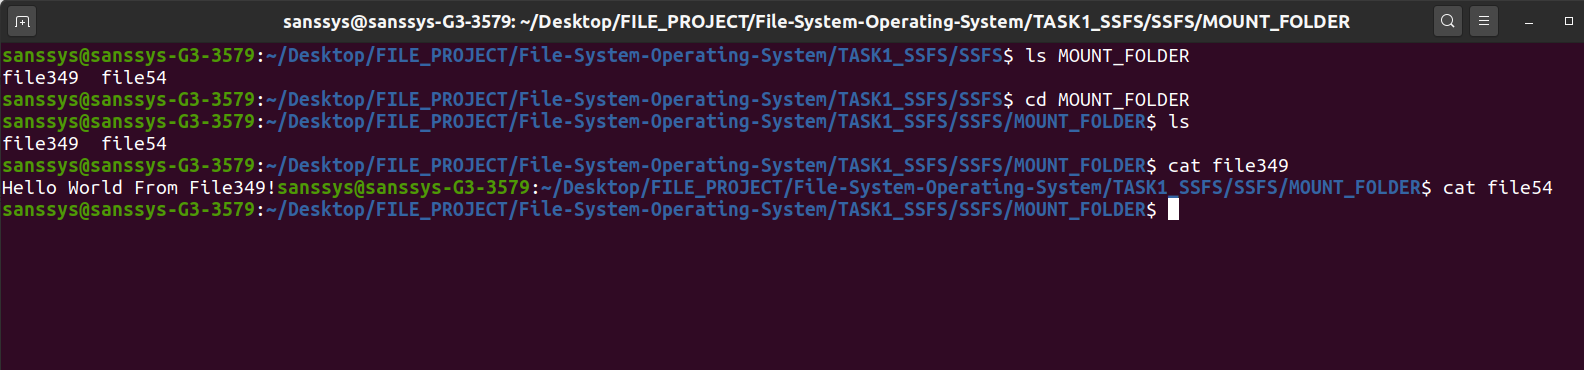 sanssys@sanssys-G3-3579: ~/Desktop/FILE_PROJECT/File-System-Operating-System/TASK1_SSFS/SSFS/MOUNT_FOLDER
sanssys@sanssys-G3-3579:~/Desktop/FILE_PROJECT/File-System-Operating-System/TASK1_SSFS/SSFS$ ls MOUNT_FOLDER
file349  file54
sanssys@sanssys-G3-3579:~/Desktop/FILE_PROJECT/File-System-Operating-System/TASK1_SSFS/SSFS$ cd MOUNT_FOLDER
sanssys@sanssys-G3-3579:~/Desktop/FILE_PROJECT/File-System-Operating-System/TASK1_SSFS/SSFS/MOUNT_FOLDER$ ls
file349  file54
sanssys@sanssys-G3-3579:~/Desktop/FILE_PROJECT/File-System-Operating-System/TASK1_SSFS/SSFS/MOUNT_FOLDER$ cat file349
Hello World From File349!sanssys@sanssys-G3-3579:~/Desktop/FILE_PROJECT/File-System-Operating-System/TASK1_SSFS/SSFS/MOUNT_FOLDER$ cat file54
sanssys@sanssys-G3-3579:~/Desktop/FILE_PROJECT/File-System-Operating-System/TASK1_SSFS/SSFS/MOUNT_FOLDER$